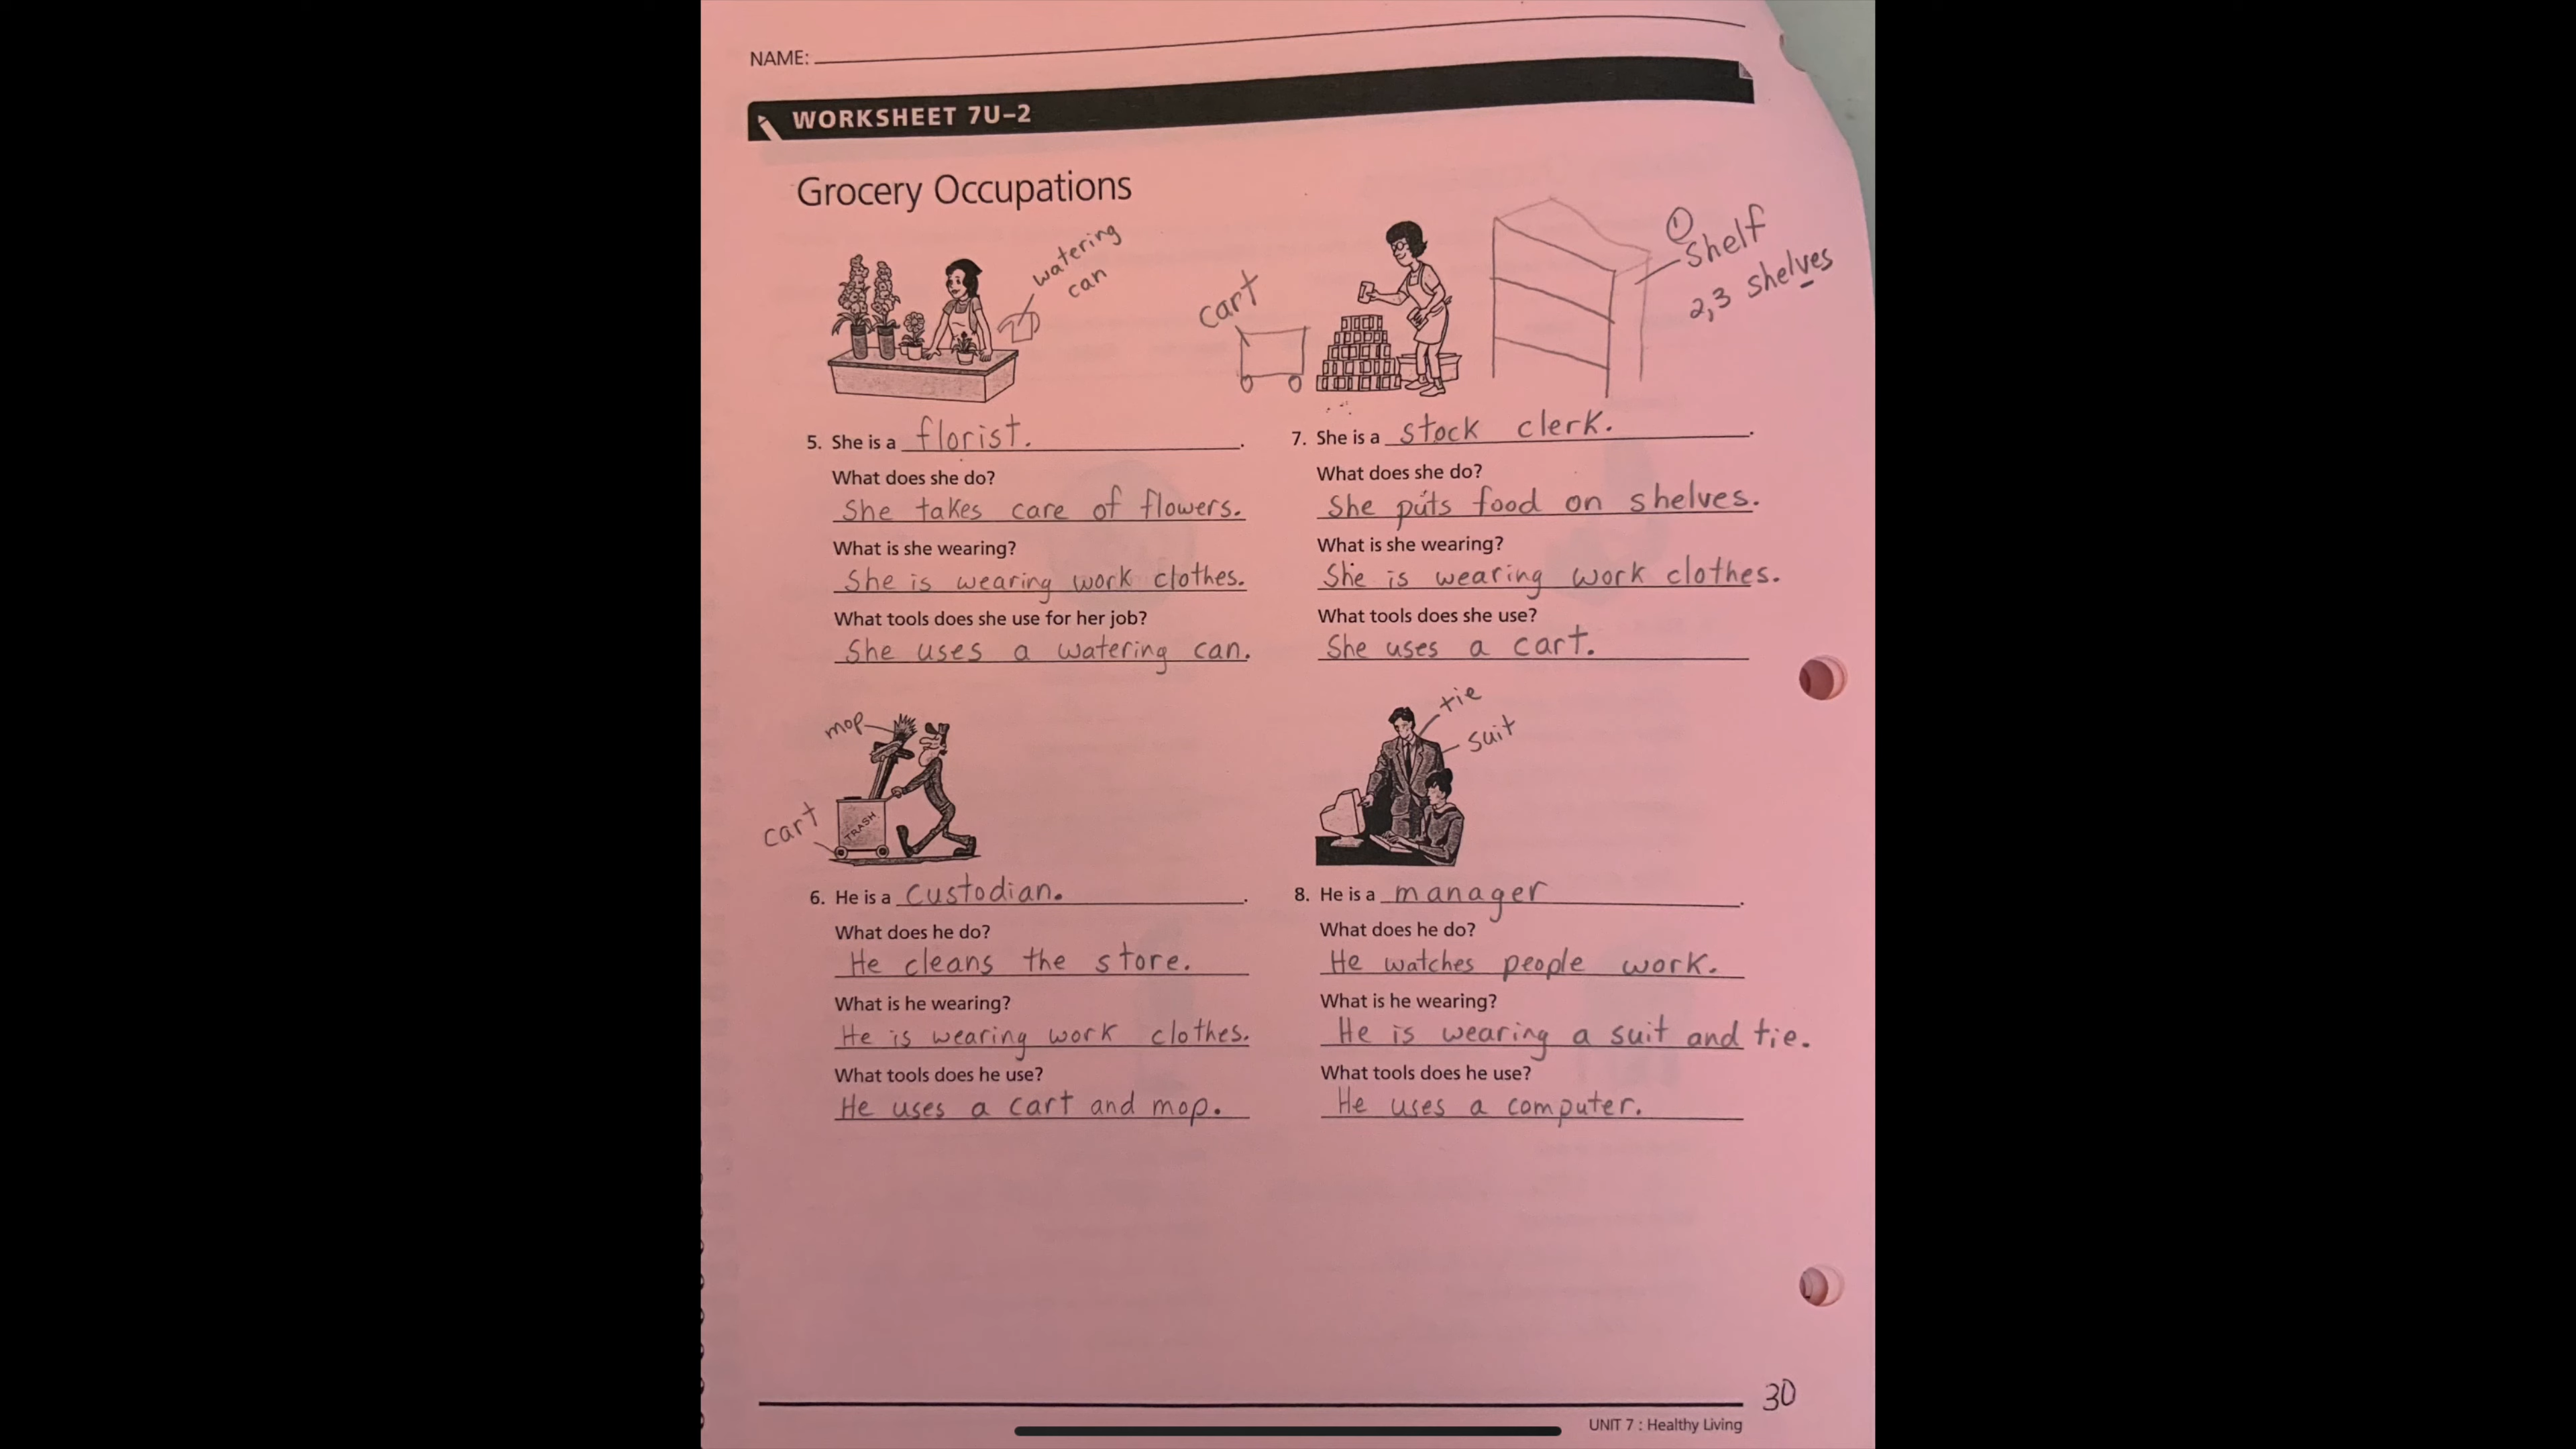 NAME:
WORKSHEET 7U-2
Grocery Occupations
watering
can
5. She is a florist. .
What does she do?
She takes care of flowers.
What is she wearing?
She is wearing work clothes.
What tools does she use for her job?
She uses a watering can.
mop
cart
TRASH
6. He is a custodian. .
What does he do?
He cleans the store.
What is he wearing?
He is wearing work clothes.
What tools does he use?
He uses a cart and mop.
cart
1
Shelf
2,3 shelves
7. She is a stock clerk. .
What does she do?
She puts food on shelves.
What is she wearing?
She is wearing work clothes.
What tools does she use?
She uses a cart.
tie
suit
8. He is a manager .
What does he do?
He watches people work.
What is he wearing?
He is wearing a suit and tie.
What tools does he use?
He uses a computer.
30
UNIT 7 : Healthy Living